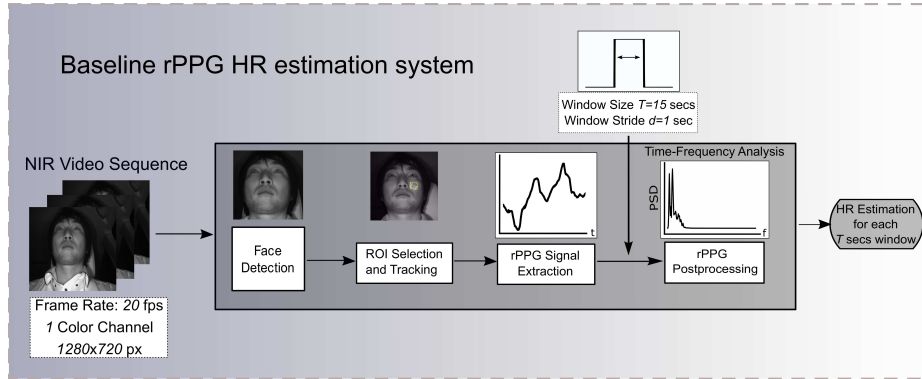 Baseline rPPG HR estimation system
Window Size T=15 secs
Window Stride d=1 sec
NIR Video Sequence
Time-Frequency Analysis
t
PSD
f
Face
Detection
ROI Selection
and Tracking
rPPG Signal
Extraction
rPPG
Postprocessing
HR Estimation
for each
T secs window
Frame Rate: 20 fps
1 Color Channel
1280x720 px